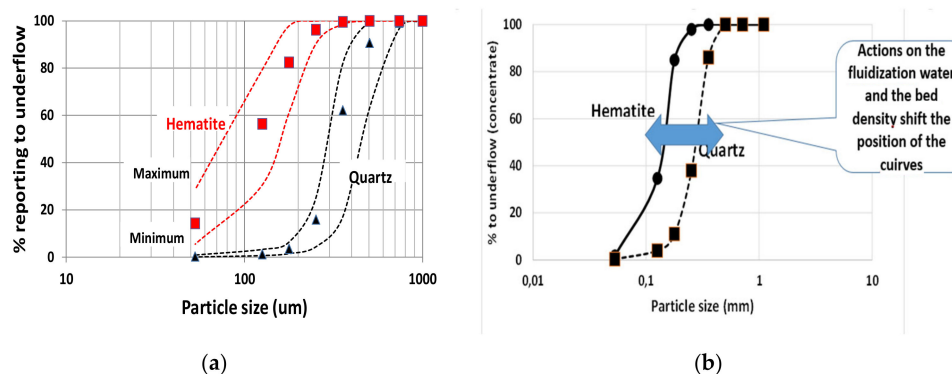 % reporting to underflow
100
80
60
40
20
0
Hematite
Maximum
Minimum
Quartz
10
100
1000
Particle size (um)
(a)
% to underflow (concentrate)
100
80
60
40
20
0
Hematite
Quartz
Actions on the
fluidization water
and the bed
density shift the
position of the
cuirves
0,01
0,1
1
10
Particle size (mm)
(b)